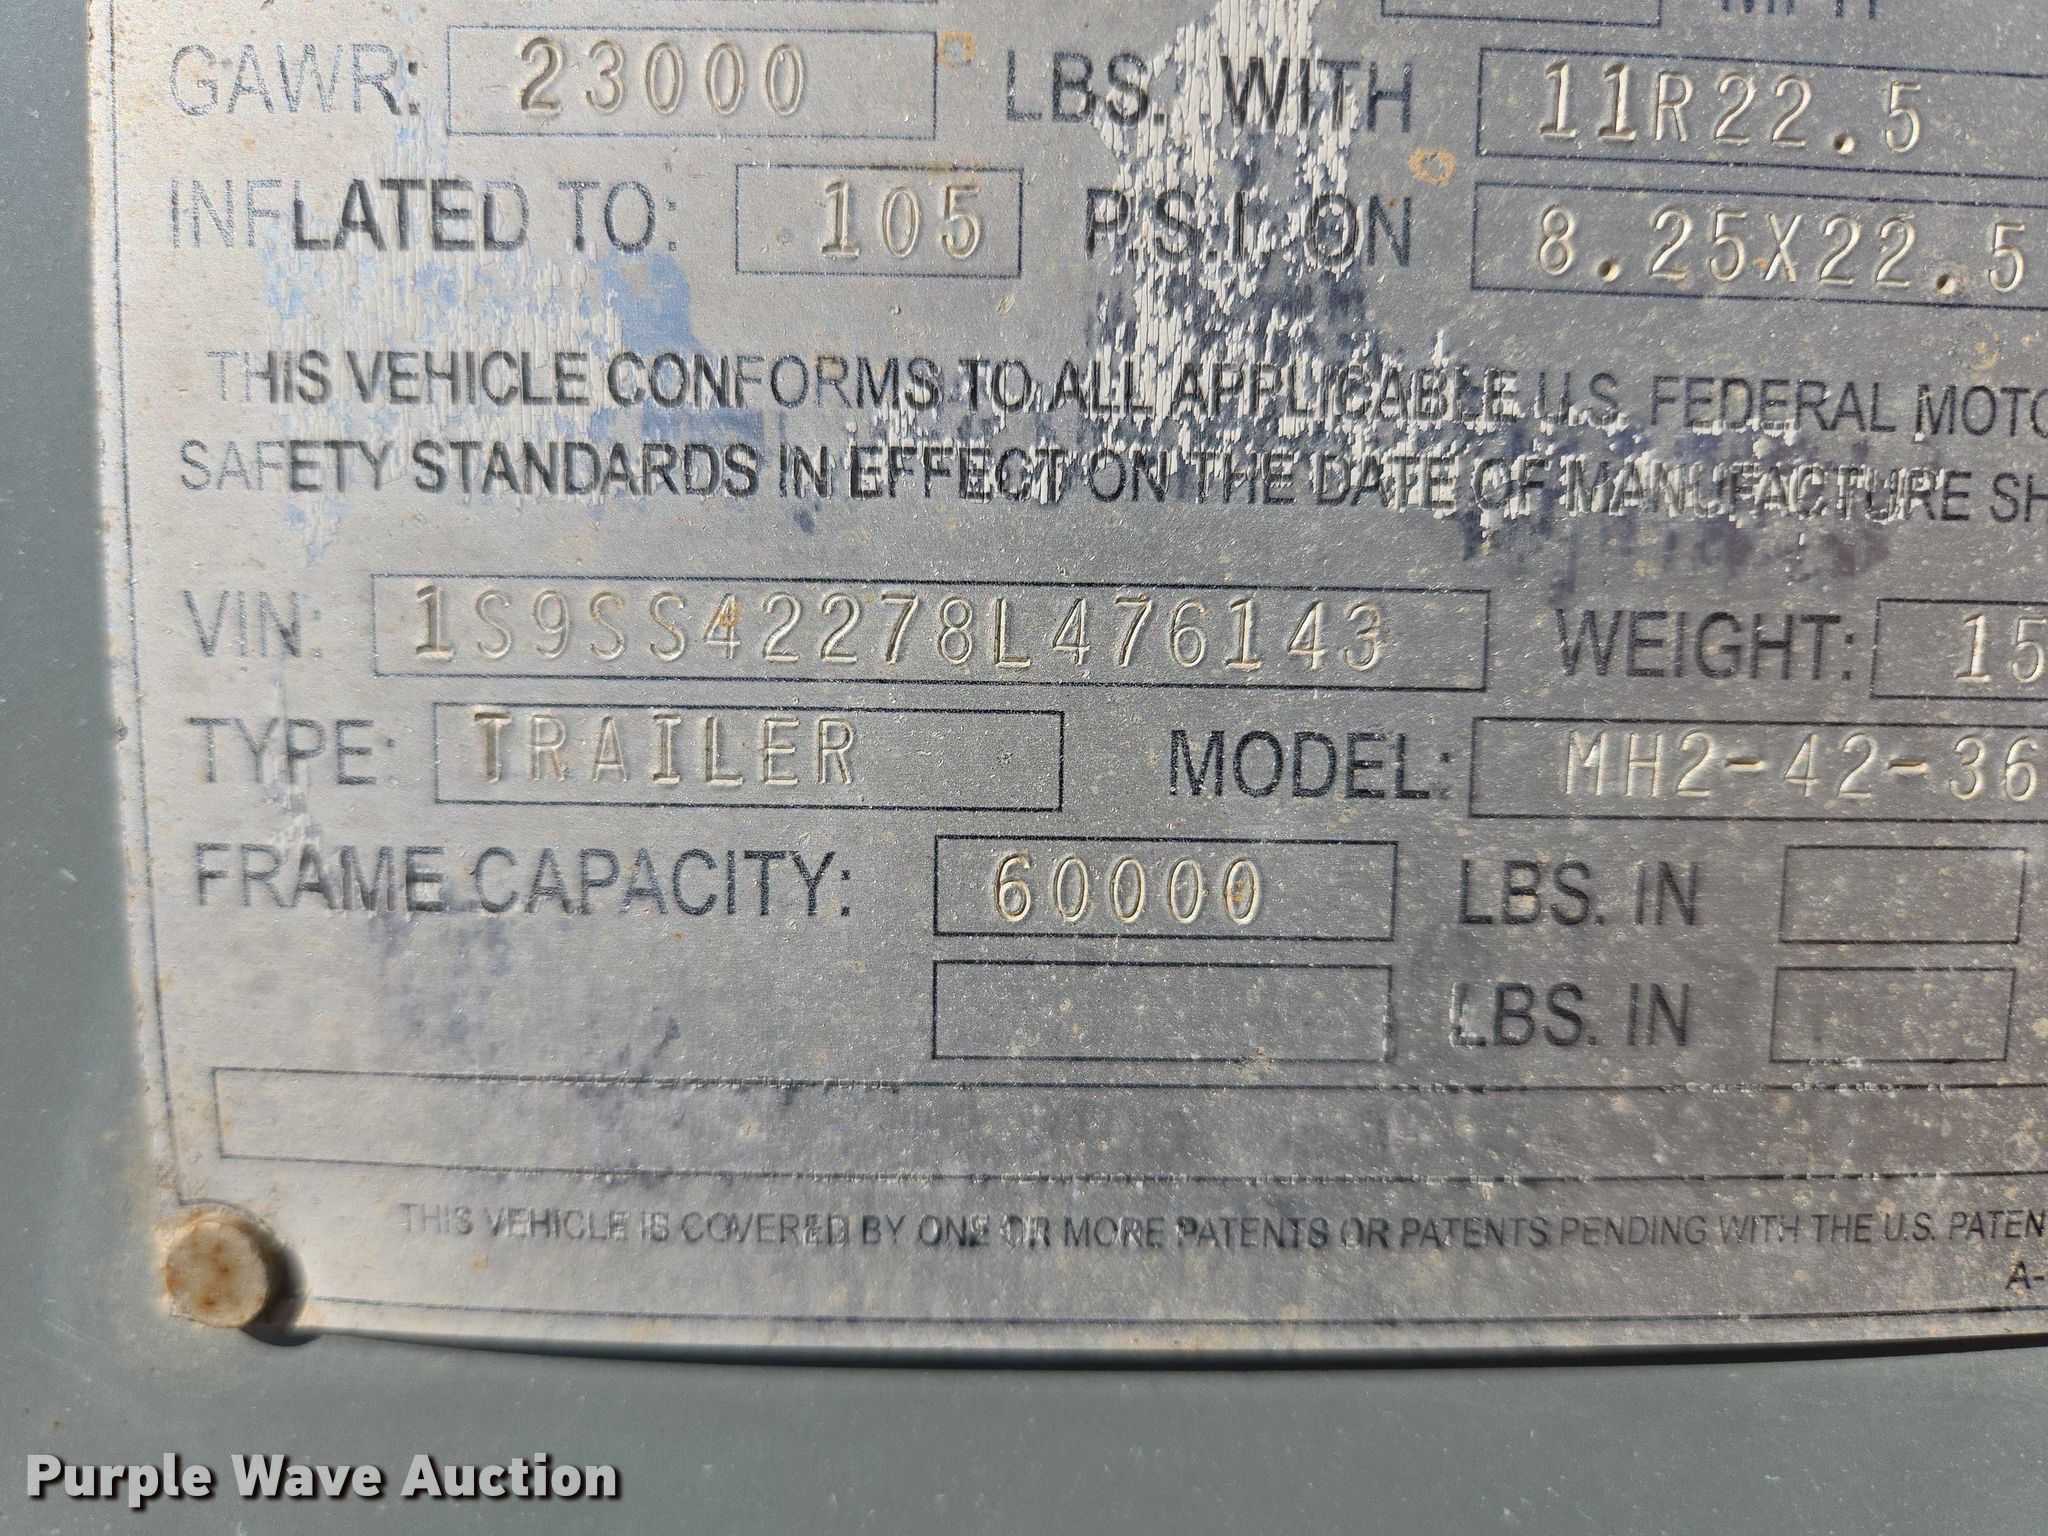 GAWR: 23000 LBS. WITH 11R22.5
INFLATED TO: 105 P.S.I. ON 8.25X22.5
THIS VEHICLE CONFORMS TO ALL APPLICABLE U.S. FEDERAL MOTO
SAFETY STANDARDS IN EFFECT ON THE DATE OF MANUFACTURE SH
VIN: 1S9SS42278L476143 WEIGHT: 15
TYPE: TRAILER MODEL: MH2-42-36
FRAME CAPACITY: 60000 LBS. IN
LBS. IN
THIS VEHICLE IS COVERED BY ONE OR MORE PATENTS OR PATENTS PENDING WITH THE U.S. PATEN
A-
Purple Wave Auction